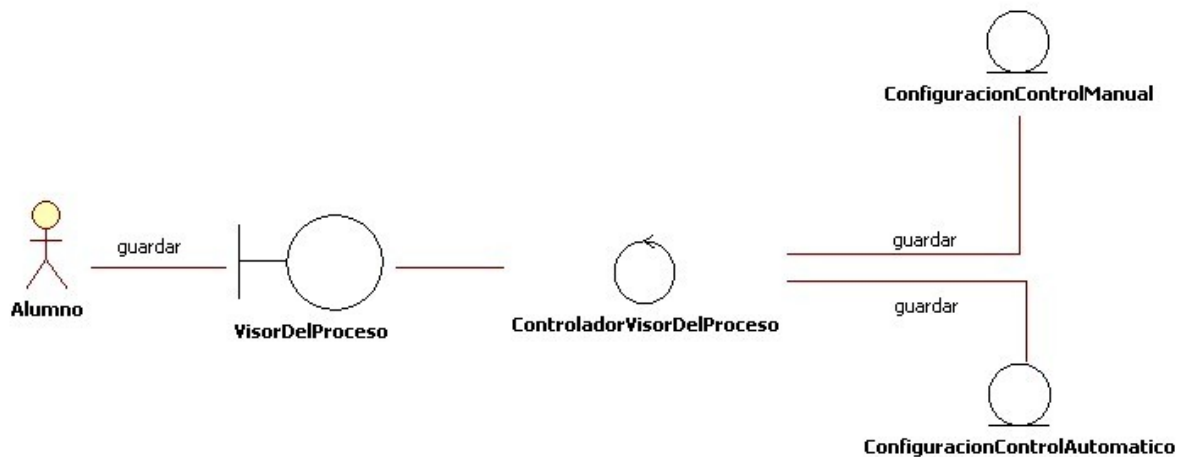 ConfiguracionControlManual
guardar
guardar
Alumno
VisorDelProceso
ControladorVisorDelProceso
guardar
ConfiguracionControlAutomatico